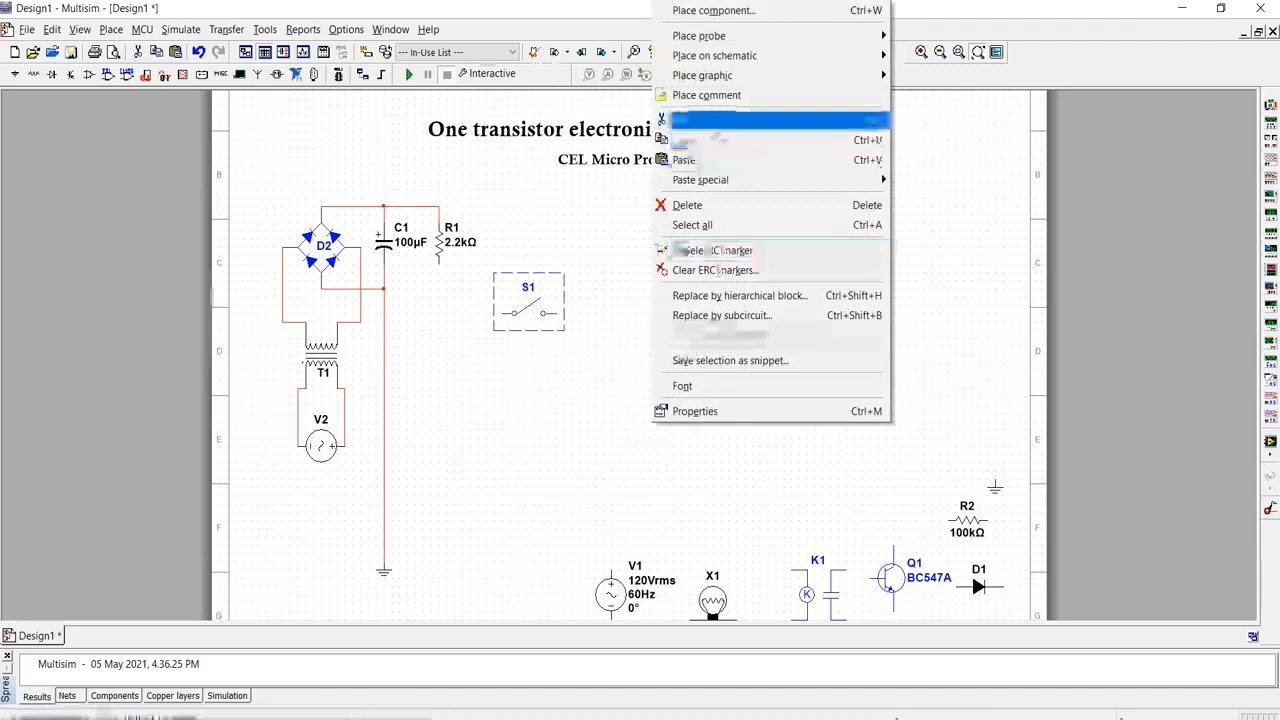 Design1 - Multisim - [Design1 *]
File Edit View Place MCU Simulate Transfer Tools Reports Options Window Help
--- In-Use List ---
Interactive
Place component... Ctrl+W
Place probe
Place on schematic
Place graphic
Place comment
Paste Ctrl+V
Paste special
Delete Delete
Select all Ctrl+A
Clear ERC markers...
Replace by hierarchical block... Ctrl+Shift+H
Replace by subcircuit... Ctrl+Shift+B
Save selection as snippet...
Font
Properties Ctrl+M
One transistor electroni
CEL Micro Pro
B
B
C
C
D
D
E
E
F
F
G
G
D2
C1
100µF
R1
2.2kΩ
S1
T1
V2
R2
100kΩ
V1
120Vrms
60Hz
0°
X1
K1
K
Q1
BC547A
D1
Design1 *
Multisim - 05 May 2021, 4.36.25 PM
Spres
Results Nets Components Copper layers Simulation